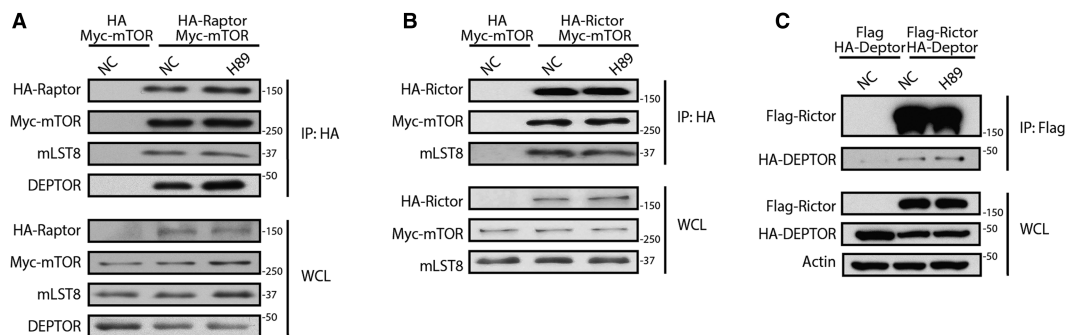 A
HA
Myc-mTOR
HA-Raptor
Myc-mTOR
NC
NC
H89
HA-Raptor
-150
Myc-mTOR
-250
mLST8
-37
DEPTOR
-50
IP: HA
HA-Raptor
-150
Myc-mTOR
-250
mLST8
-37
DEPTOR
-50
WCL
B
HA
Myc-mTOR
HA-Rictor
Myc-mTOR
NC
NC
H89
HA-Rictor
-150
Myc-mTOR
-250
mLST8
-37
IP: HA
HA-Rictor
-150
Myc-mTOR
-250
mLST8
-37
WCL
C
Flag
HA-Deptor
Flag-Rictor
HA-Deptor
NC
NC
H89
Flag-Rictor
-150
HA-DEPTOR
-50
IP: Flag
Flag-Rictor
-150
HA-DEPTOR
-50
Actin
-50
WCL